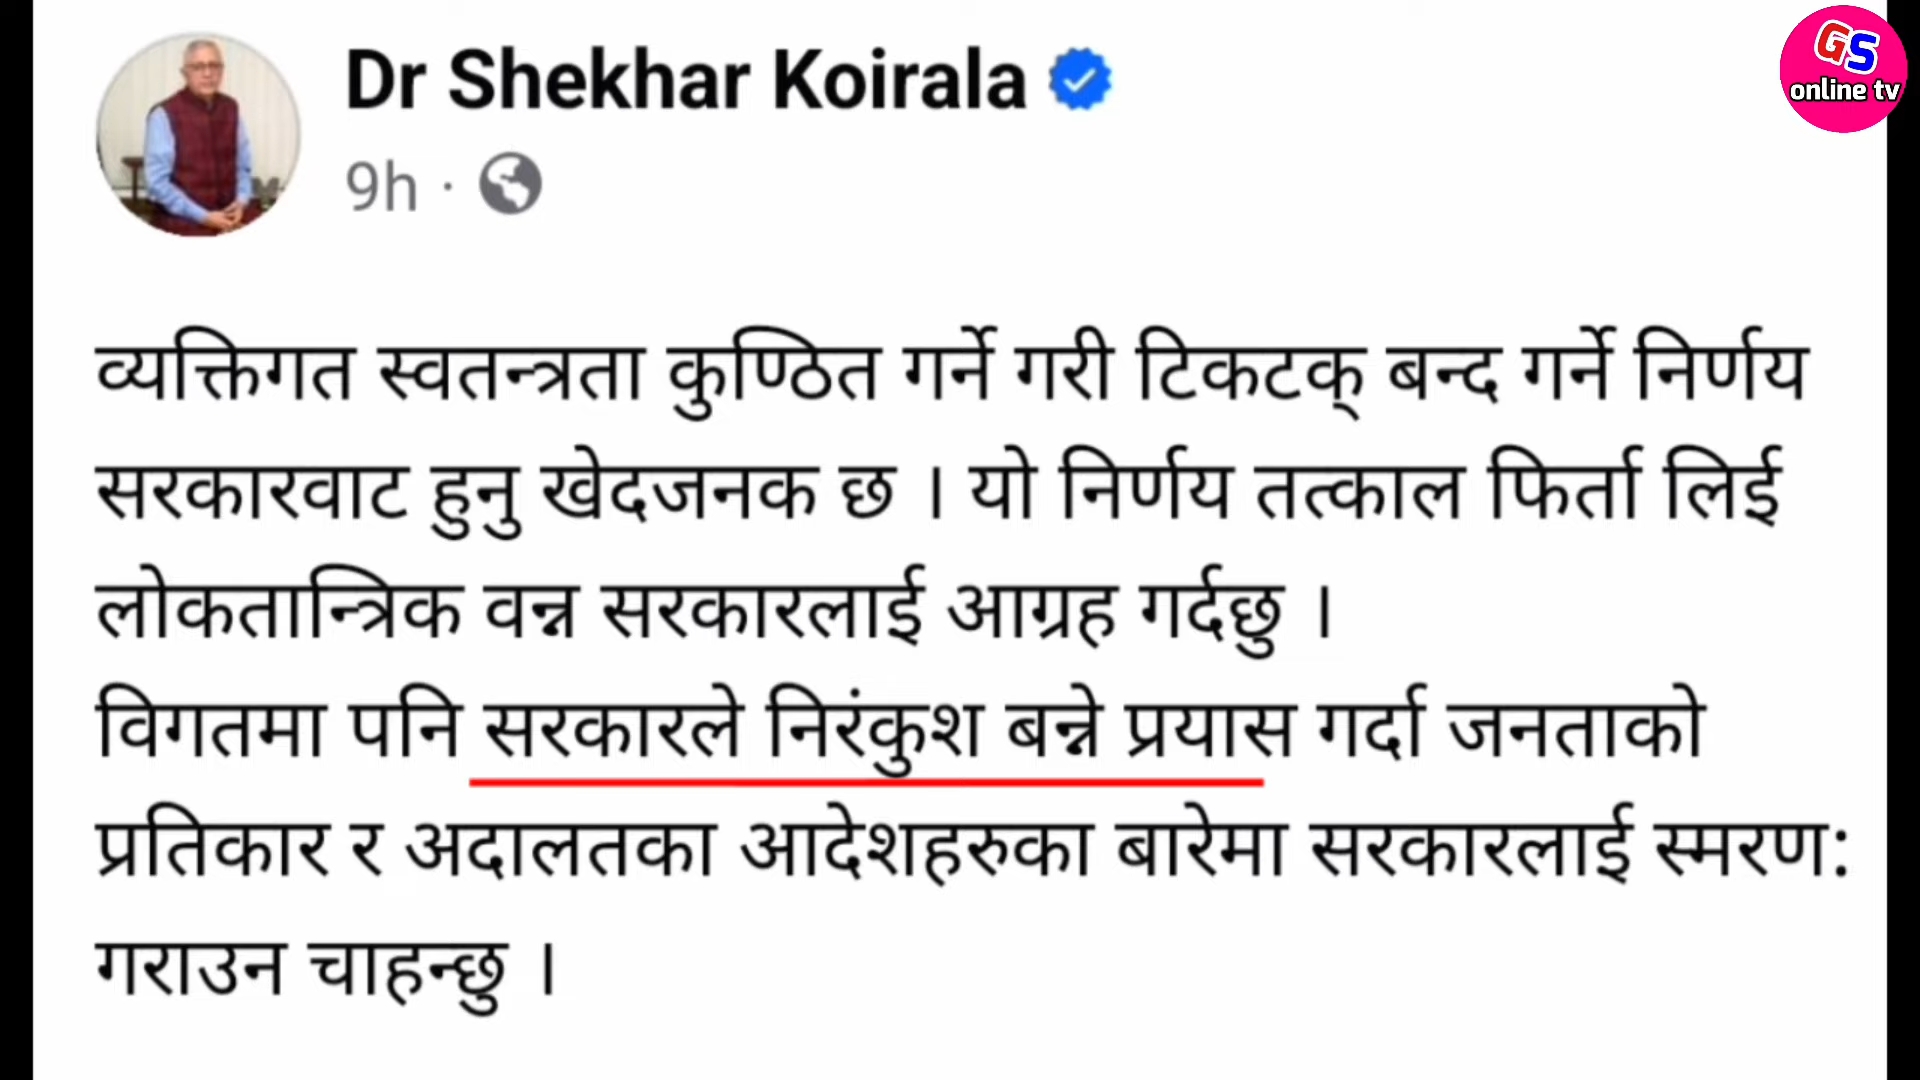 Dr Shekhar Koirala
9h ·
GS
online tv
व्यक्तिगत स्वतन्त्रता कुण्ठित गर्ने गरी टिकटक् बन्द गर्ने निर्णय
सरकारवाट हुनु खेदजनक छ । यो निर्णय तत्काल फिर्ता लिई
लोकतान्त्रिक वन्न सरकारलाई आग्रह गर्दछु ।
विगतमा पनि सरकारले निरंकुश बन्ने प्रयास गर्दा जनताको
प्रतिकार र अदालतका आदेशहरुका बारेमा सरकारलाई स्मरण:
गराउन चाहन्छु ।